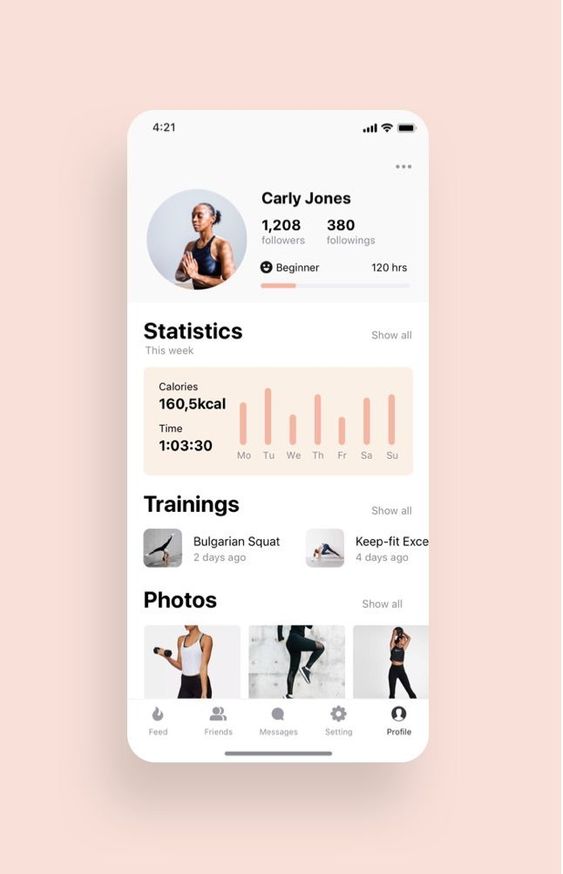 4:21
Carly Jones
1,208 380
followers followings
Beginner 120 hrs
Statistics Show all
This week
Calories
160,5kcal
Time
1:03:30
Mo Tu We Th Fr Sa Su
Trainings Show all
Bulgarian Squat Keep-fit Exce
2 days ago 4 days ago
Photos Show all
Feed Friends Messages Setting Profile